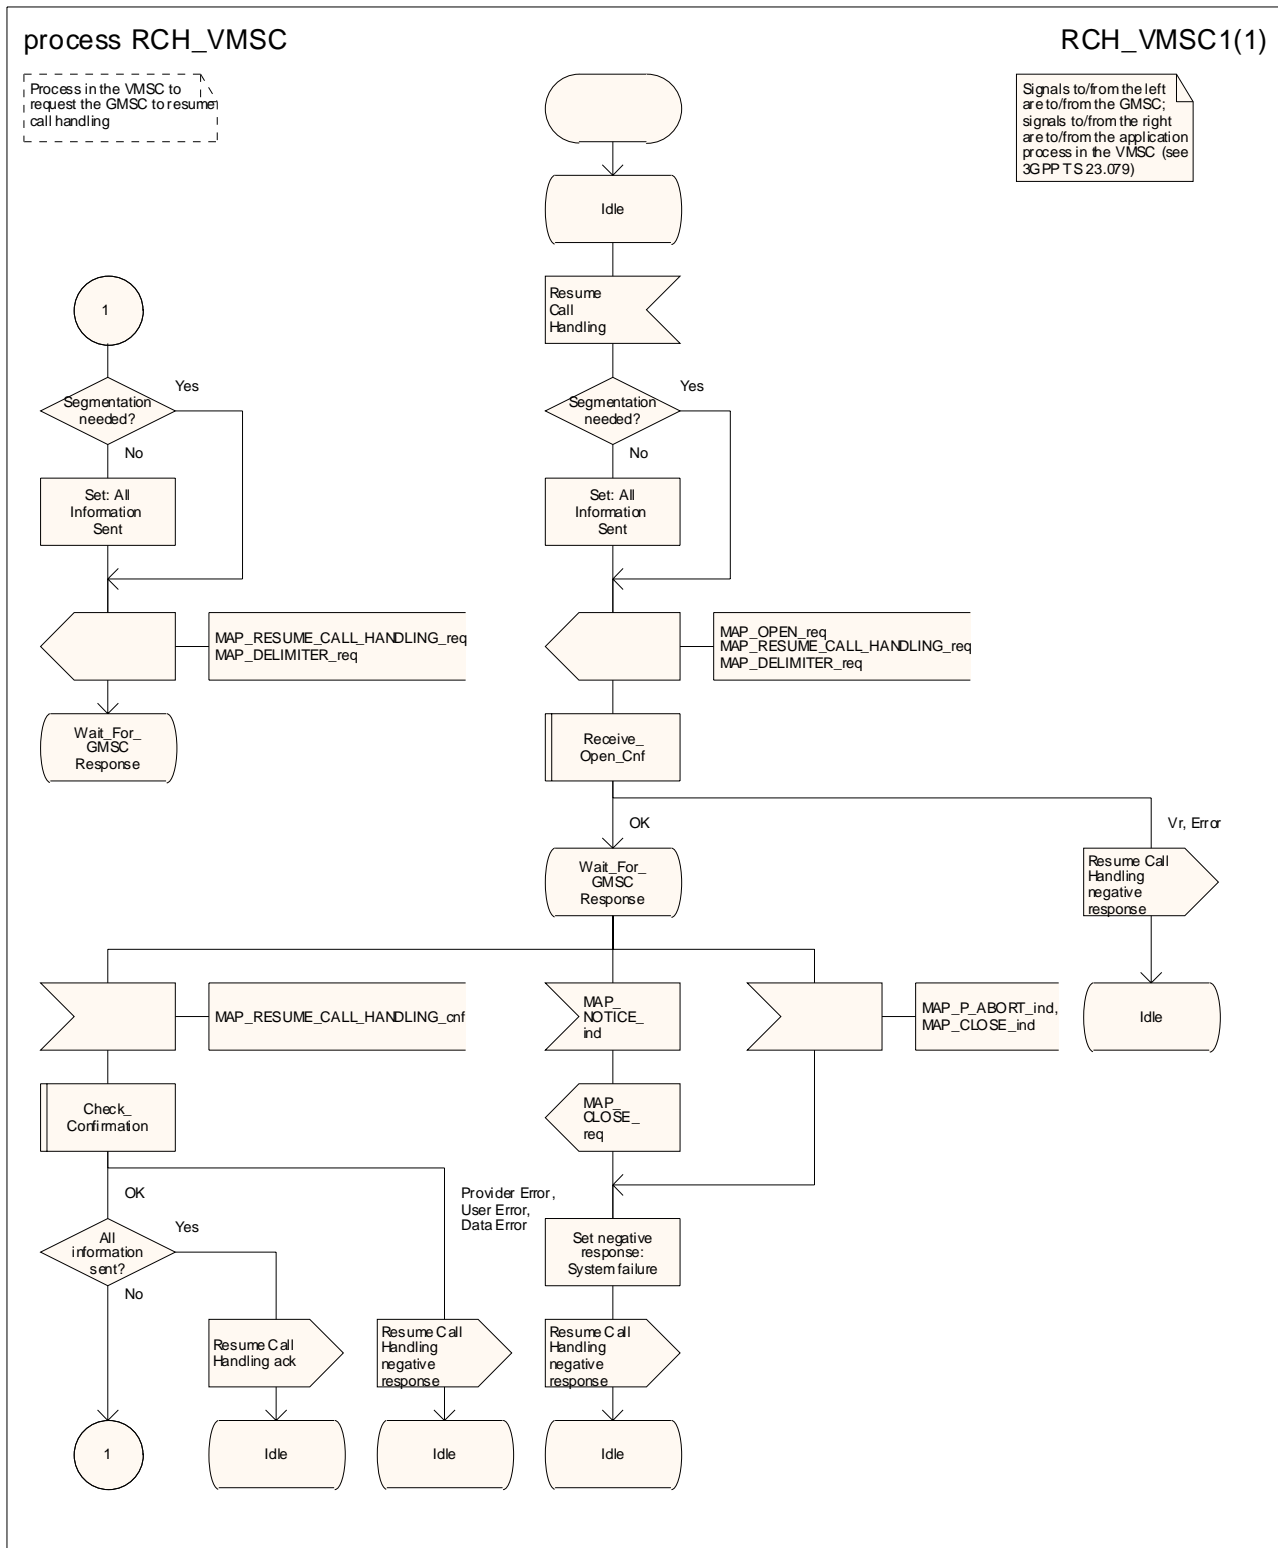 process RCH_VMSC
RCH_VMSC1(1)
Process in the VMSC to
request the GMSC to resume
call handling
Signals to/from the left
are to/from the GMSC;
signals to/from the right
are to/from the application
process in the VMSC (see
3GPP TS 23.079)
Idle
Resume
Call
Handling
1
Segmentation
needed?
Yes
No
Set: All
Information
Sent
Segmentation
needed?
Yes
No
Set: All
Information
Sent
MAP_RESUME_CALL_HANDLING_req
MAP_DELIMITER_req
MAP_OPEN_req
MAP_RESUME_CALL_HANDLING_req
MAP_DELIMITER_req
Wait_For_
GMSC
Response
Receive_
Open_Cnf
OK
Vr, Error
Wait_For_
GMSC
Response
Resume Call
Handling
negative
response
MAP_RESUME_CALL_HANDLING_cnf
MAP_
NOTICE_
ind
MAP_P_ABORT_ind,
MAP_CLOSE_ind
Idle
Check_
Confirmation
MAP_
CLOSE_
req
OK
Provider Error,
User Error,
Data Error
All
information
sent?
Yes
No
Set negative
response:
System failure
Resume Call
Handling ack
Resume Call
Handling
negative
response
Resume Call
Handling
negative
response
1
Idle
Idle
Idle